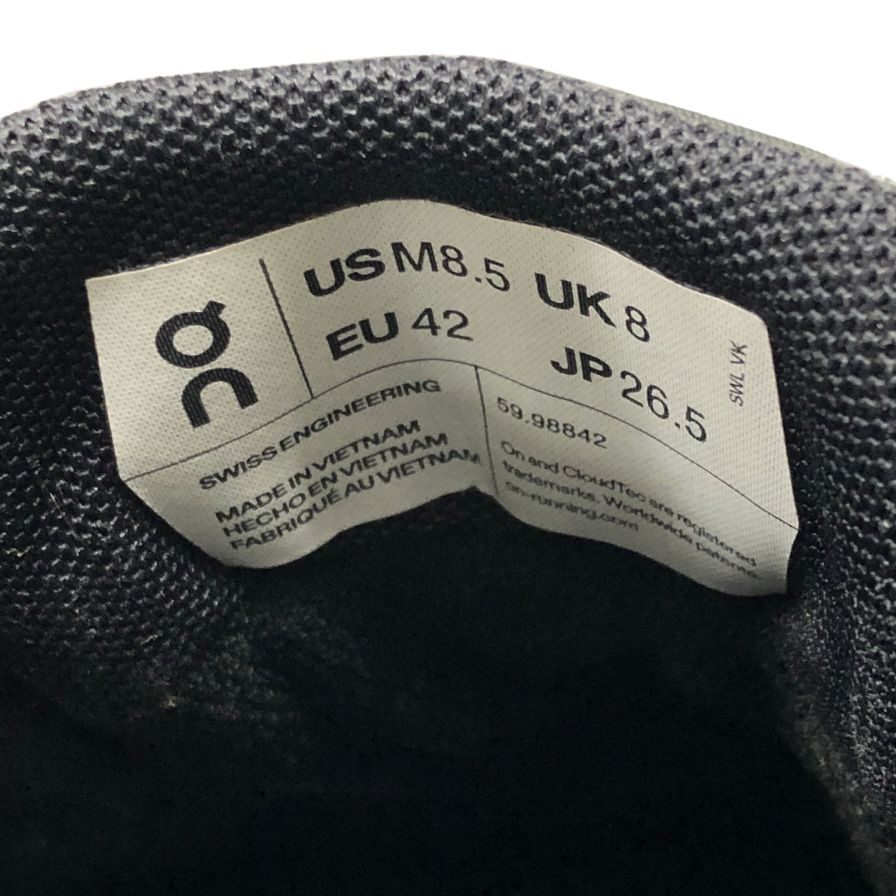 On
US M8.5 UK 8
EU 42 JP 26.5
SWL VK
SWISS ENGINEERING
MADE IN VIETNAM
HECHO EN VIETNAM
FABRIQUÉ AU VIETNAM
59.98842
On and CloudTec are registered
trademarks. Worldwide patents.
on-running.com